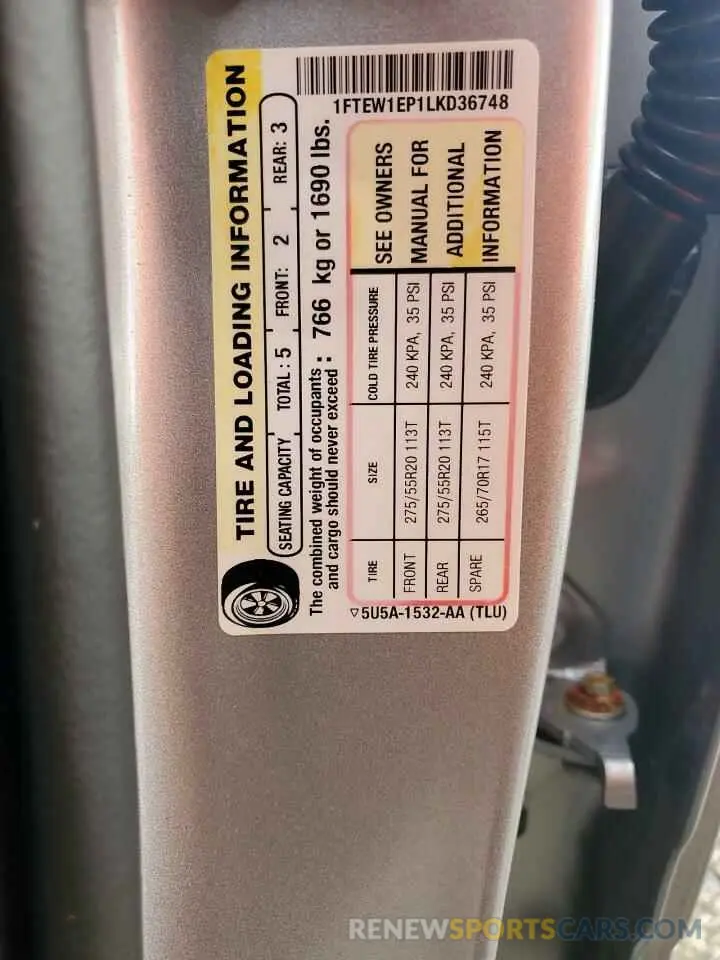 1FTEW1EP1LKD36748
TIRE AND LOADING INFORMATION
SEATING CAPACITY TOTAL : 5 FRONT: 2 REAR: 3
The combined weight of occupants
and cargo should never exceed : 766 kg or 1690 lbs.
TIRE SIZE COLD TIRE PRESSURE
FRONT 275/55R20 113T 240 KPA, 35 PSI
REAR 275/55R20 113T 240 KPA, 35 PSI
SPARE 265/70R17 115T 240 KPA, 35 PSI
SEE OWNERS
MANUAL FOR
ADDITIONAL
INFORMATION
▽5U5A-1532-AA (TLU)
RENEWSPORTSCARS.COM